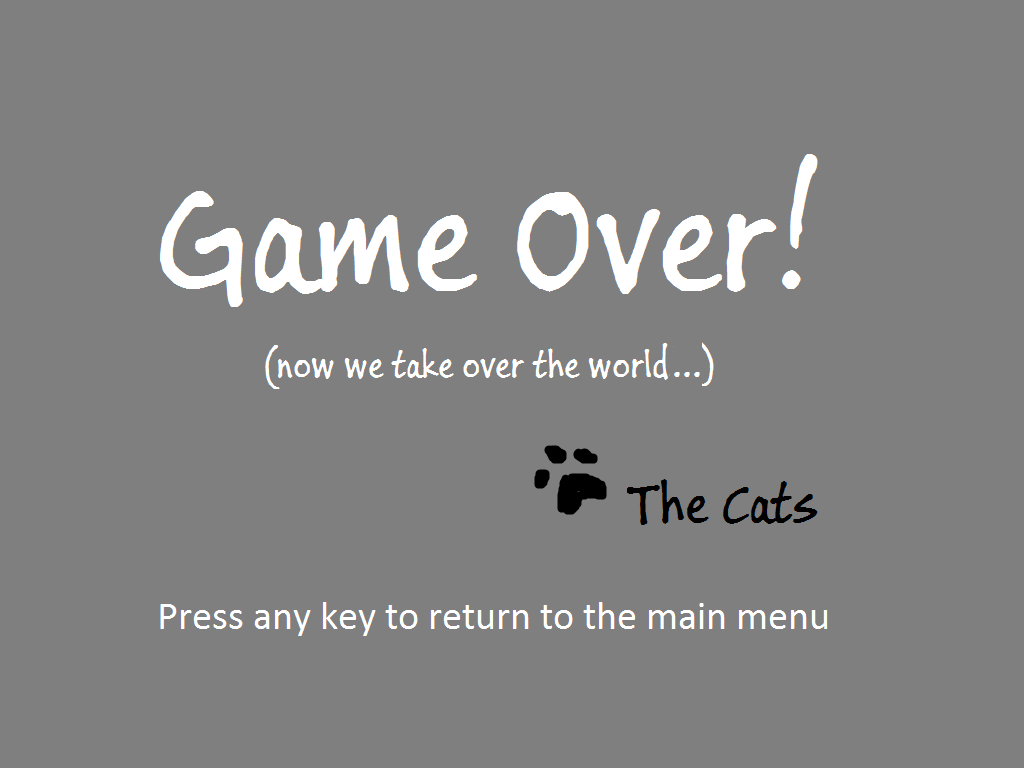 Game Over!
(now we take over the world...)
The Cats
Press any key to return to the main menu